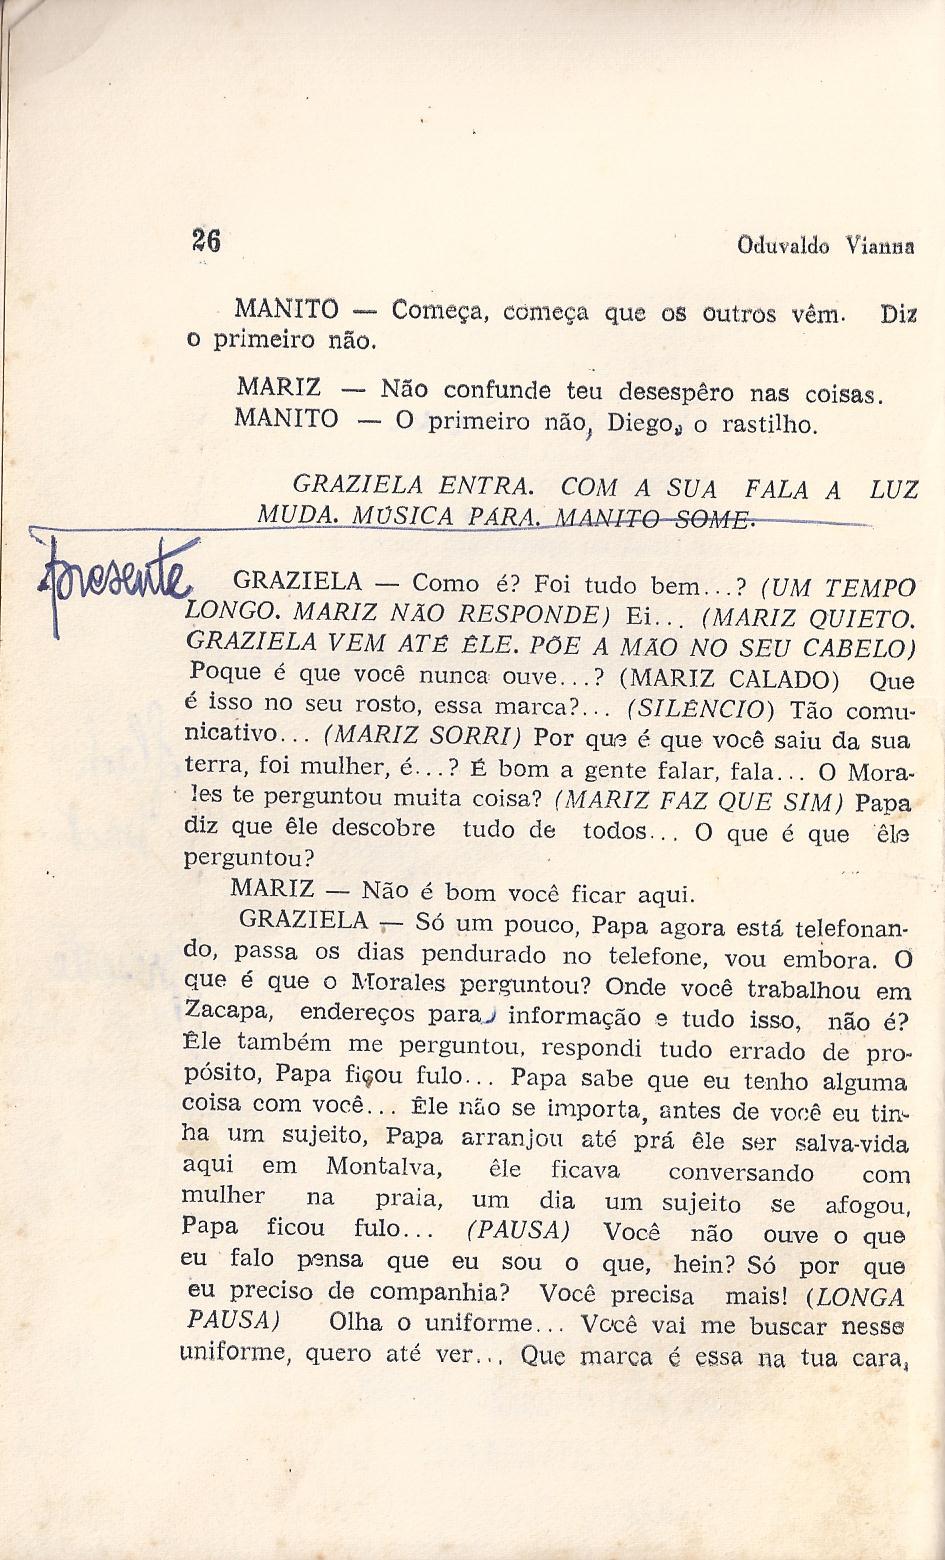 26
Oduvaldo Vianna
MANITO — Começa, começa que os outros vêm. Diz
o primeiro não.
MARIZ — Não confunde teu desespêro nas coisas.
MANITO — O primeiro não, Diego, o rastilho.
GRAZIELA ENTRA. COM A SUA FALA A LUZ
MUDA. MÚSICA PÁRA. MANITO SOME.
presente
GRAZIELA — Como é? Foi tudo bem...? (UM TEMPO
LONGO. MARIZ NÃO RESPONDE) Ei... (MARIZ QUIETO.
GRAZIELA VEM ATÉ ÊLE. PÕE A MÃO NO SEU CABELO)
Poque é que você nunca ouve...? (MARIZ CALADO) Que
é isso no seu rosto, essa marca?... (SILÊNCIO) Tão comu-
nicativo... (MARIZ SORRI) Por que é que você saiu da sua
terra, foi mulher, é...? É bom a gente falar, fala... O Mora-
les te perguntou muita coisa? (MARIZ FAZ QUE SIM) Papa
diz que êle descobre tudo de todos... O que é que êle
perguntou?
MARIZ — Não é bom você ficar aqui.
GRAZIELA — Só um pouco, Papa agora está telefonan-
do, passa os dias pendurado no telefone, vou embora. O
que é que o Morales perguntou? Onde você trabalhou em
Zacapa, endereços para informação e tudo isso, não é?
Êle também me perguntou, respondi tudo errado de pro-
pósito, Papa ficou fulo... Papa sabe que eu tenho alguma
coisa com você... Êle não se importa, antes de você eu tin-
ha um sujeito, Papa arranjou até prá êle ser salva-vida
aqui em Montalva, êle ficava conversando com
mulher na praia, um dia um sujeito se afogou,
Papa ficou fulo... (PAUSA) Você não ouve o que
eu falo pensa que eu sou o que, hein? Só por que
eu preciso de companhia? Você precisa mais! (LONGA
PAUSA) Olha o uniforme... Você vai me buscar nesse
uniforme, quero até ver... Que marca é essa na tua cara,